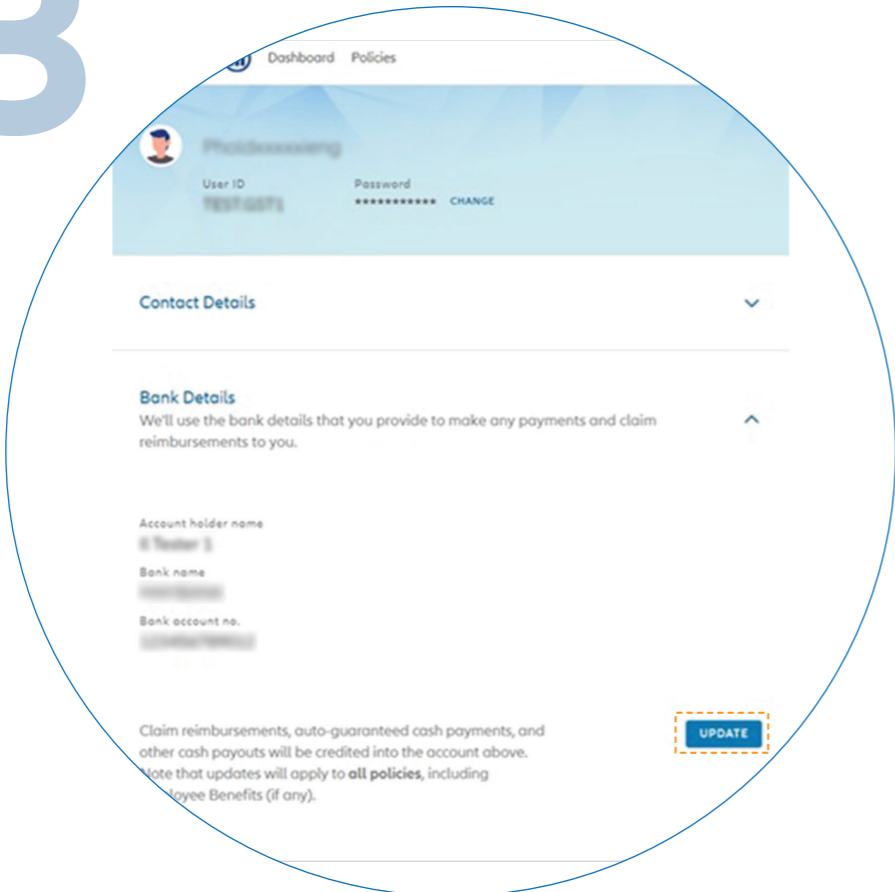 3
Dashboard Policies
User ID Password
*********** CHANGE
Contact Details
Bank Details
We'll use the bank details that you provide to make any payments and claim
reimbursements to you.
Account holder name
Bank name
Bank account no.
Claim reimbursements, auto-guaranteed cash payments, and
UPDATE
other cash payouts will be credited into the account above.
Note that updates will apply to all policies, including
loyee Benefits (if any).